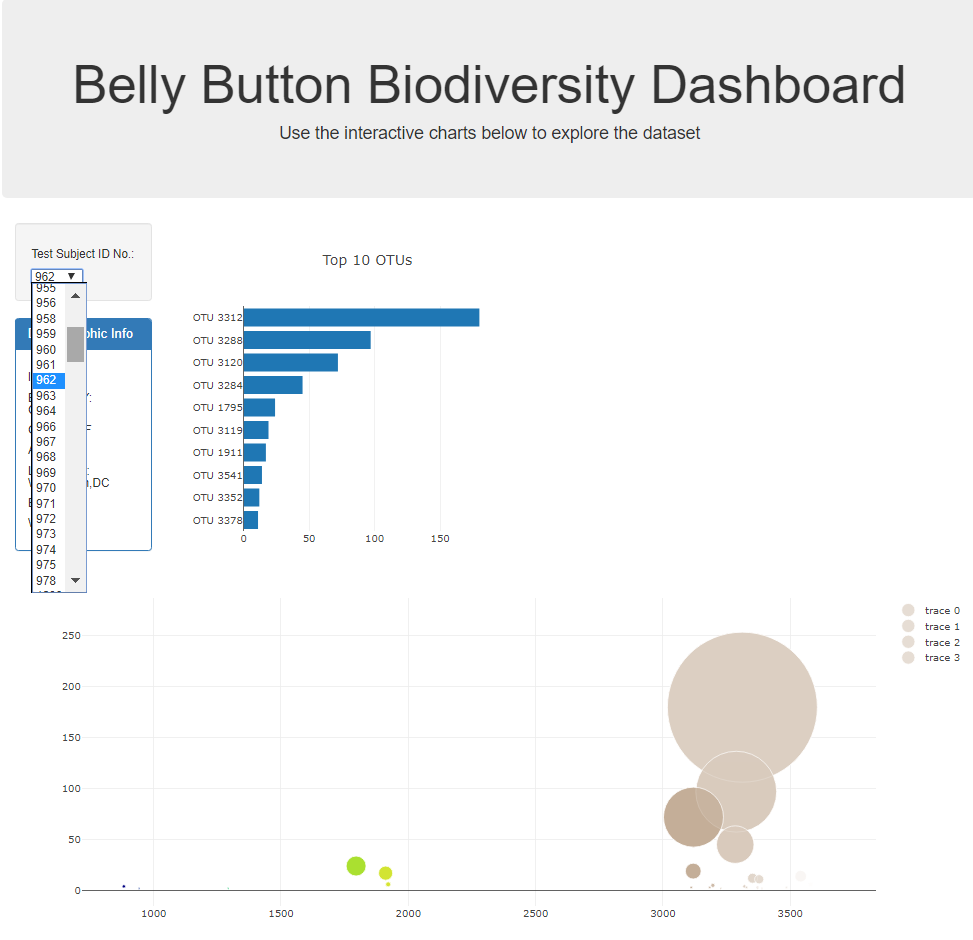 Belly Button Biodiversity Dashboard
Use the interactive charts below to explore the dataset
Test Subject ID No.:
962
955
956
958
959
960
961
962
963
964
966
967
968
969
970
971
972
973
974
975
978
phic Info
Y:
F
:
,DC
Top 10 OTUs
OTU 3312
OTU 3288
OTU 3120
OTU 3284
OTU 1795
OTU 3119
OTU 1911
OTU 3541
OTU 3352
OTU 3378
0 50 100 150
trace 0
trace 1
trace 2
trace 3
250
200
150
100
50
0
1000 1500 2000 2500 3000 3500